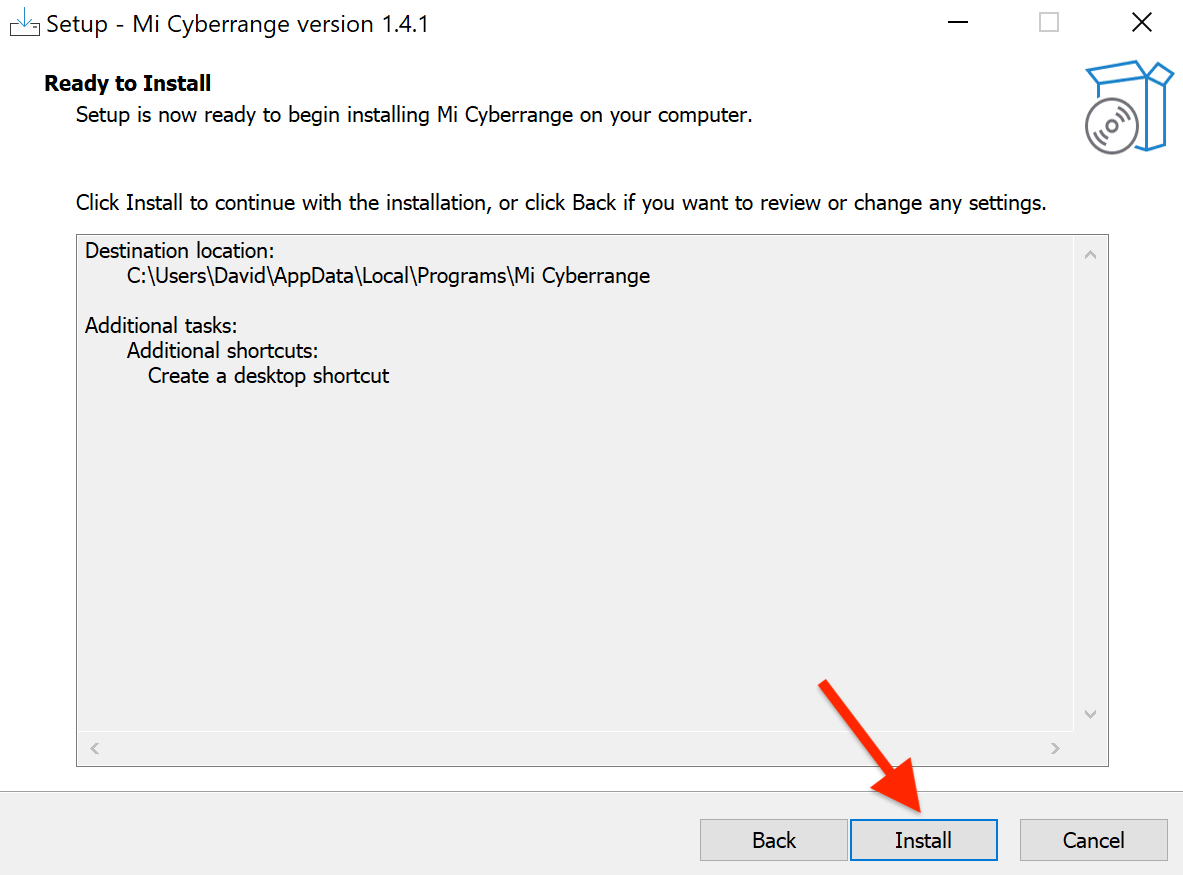 Setup - Mi Cyberrange version 1.4.1
Ready to Install
Setup is now ready to begin installing Mi Cyberrange on your computer.
Click Install to continue with the installation, or click Back if you want to review or change any settings.
Destination location:
C:\Users\David\AppData\Local\Programs\Mi Cyberrange
Additional tasks:
Additional shortcuts:
Create a desktop shortcut
Back
Install
Cancel